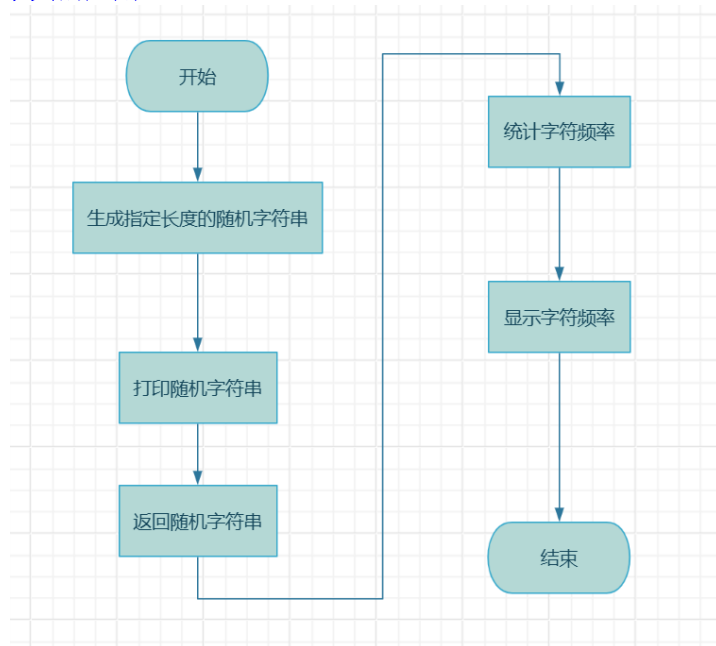 开始
生成指定长度的随机字符串
打印随机字符串
返回随机字符串
统计字符频率
显示字符频率
结束